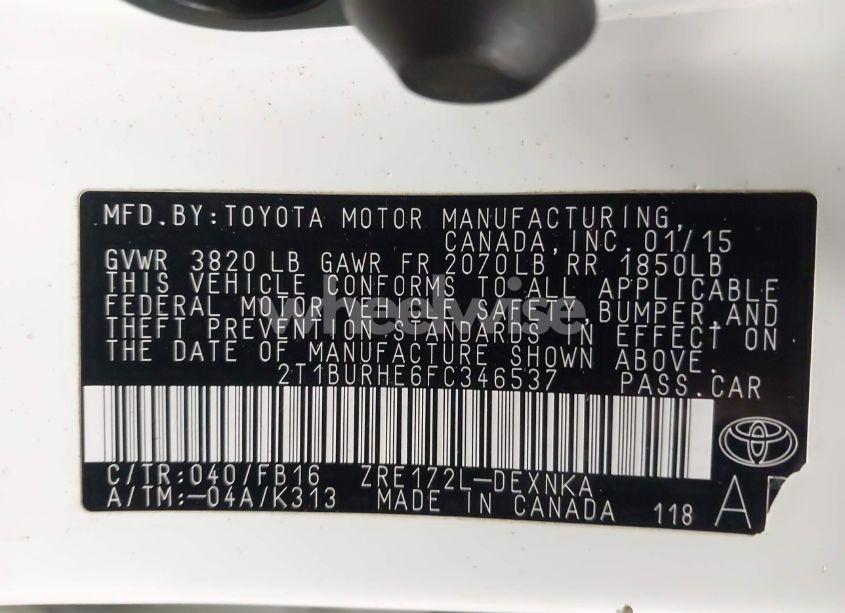 MFD.BY:TOYOTA MOTOR MANUFACTURING,
CANADA,INC. 01/15
GVWR 3820 LB GAWR FR 2070LB RR 1850LB
THIS VEHICLE CONFORMS TO ALL APPLICABLE
FEDERAL MOTOR VEHICLE SAFETY BUMPER,AND
THEFT PREVENTION STANDARDS IN EFFECT ON
THE DATE OF MANUFACTURE SHOWN ABOVE.
wheelwise
2T1BURHE6FC346537 PASS.CAR
C/TR:040/FB16 ZRE172L-DEXNKA
A/TM:-04A/K313 MADE IN CANADA 118